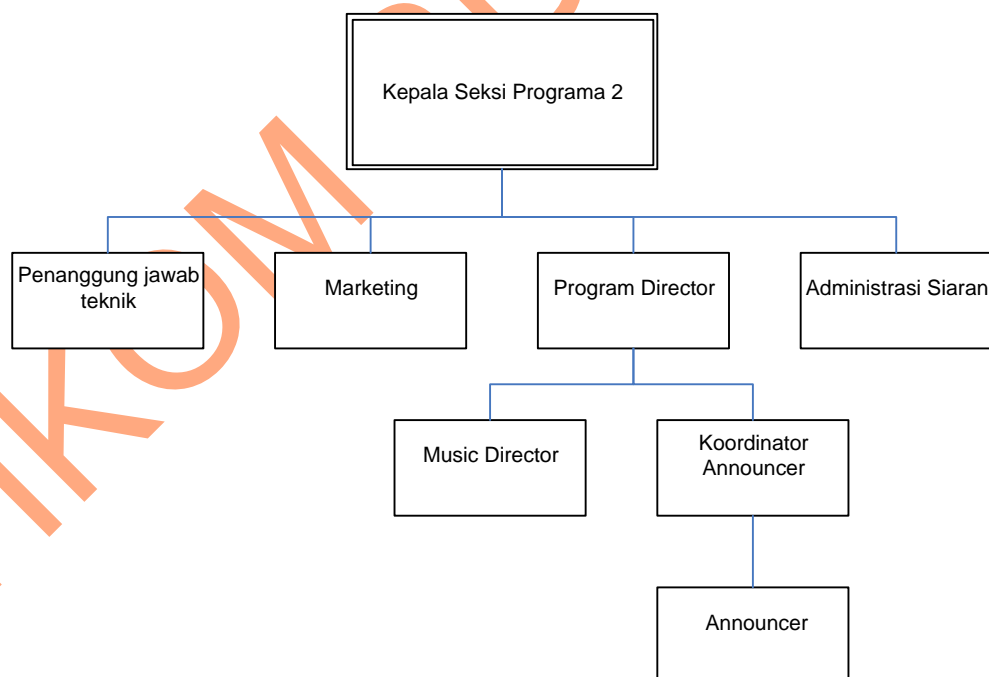 Kepala Seksi Programa 2
Penanggung jawab
teknik
Marketing
Program Director
Administrasi Siaran
Music Director
Koordinator
Announcer
Announcer